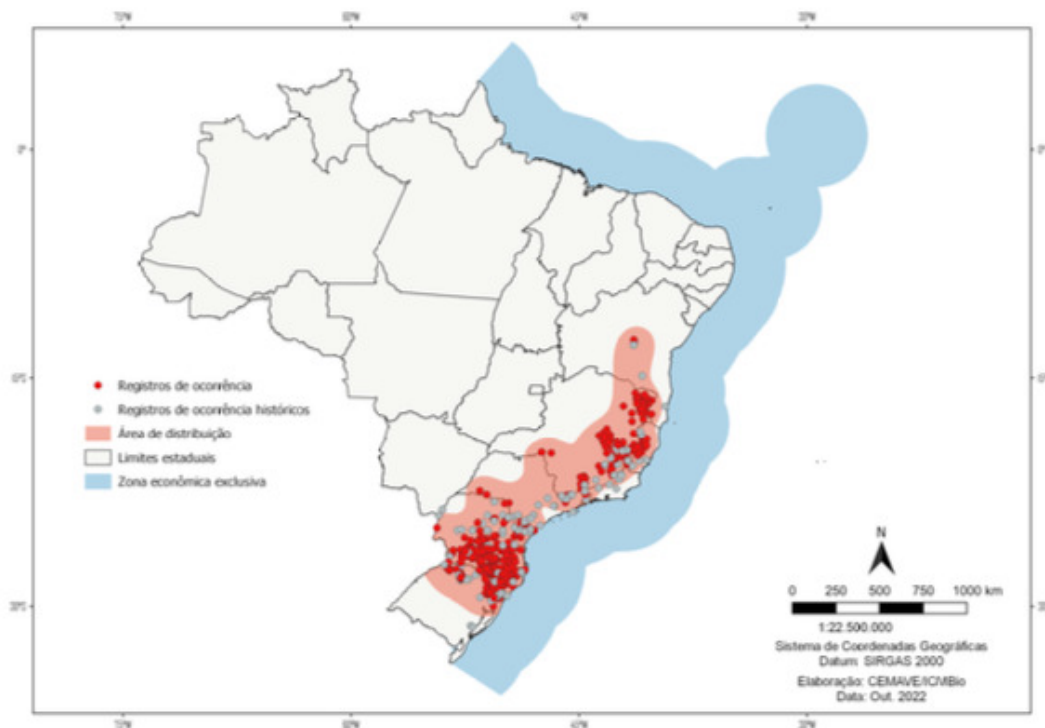 Registros de ocorrência
Registros de ocorrência históricos
Área de distribuição
Limites estaduais
Zona econômica exclusiva
N
0 250 500 750 1000 km
1:22.500.000
Sistema de Coordenadas Geográficas
Datum: SIRGAS 2000
Elaboração: CEMAVE/ICMBio
Data: Out. 2022